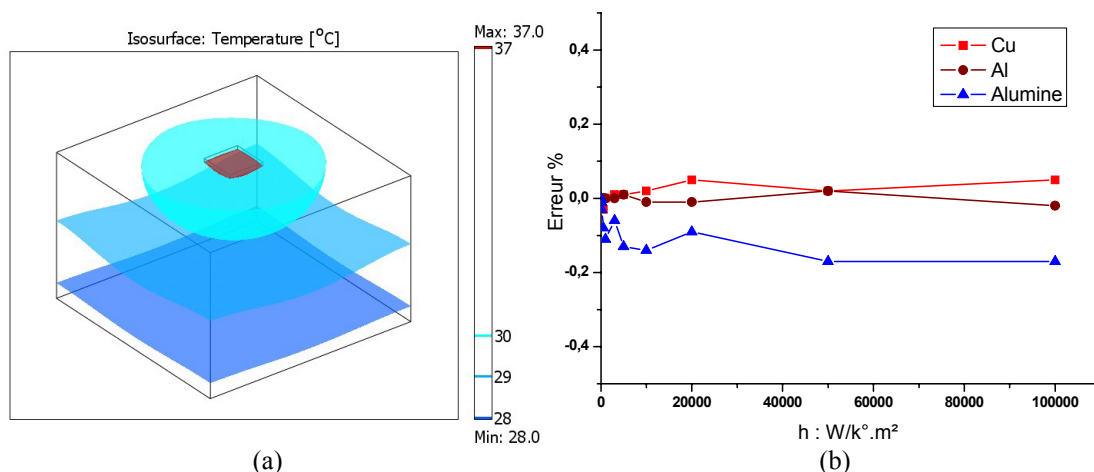 Isosurface: Temperature [°C]
Max: 37.0
37
30
29
28
Min: 28.0
(a)
Erreur %
0,4
0,2
0,0
-0,2
-0,4
Cu
Al
Alumine
0
20000
40000
60000
80000
100000
h : W/k°.m²
(b)